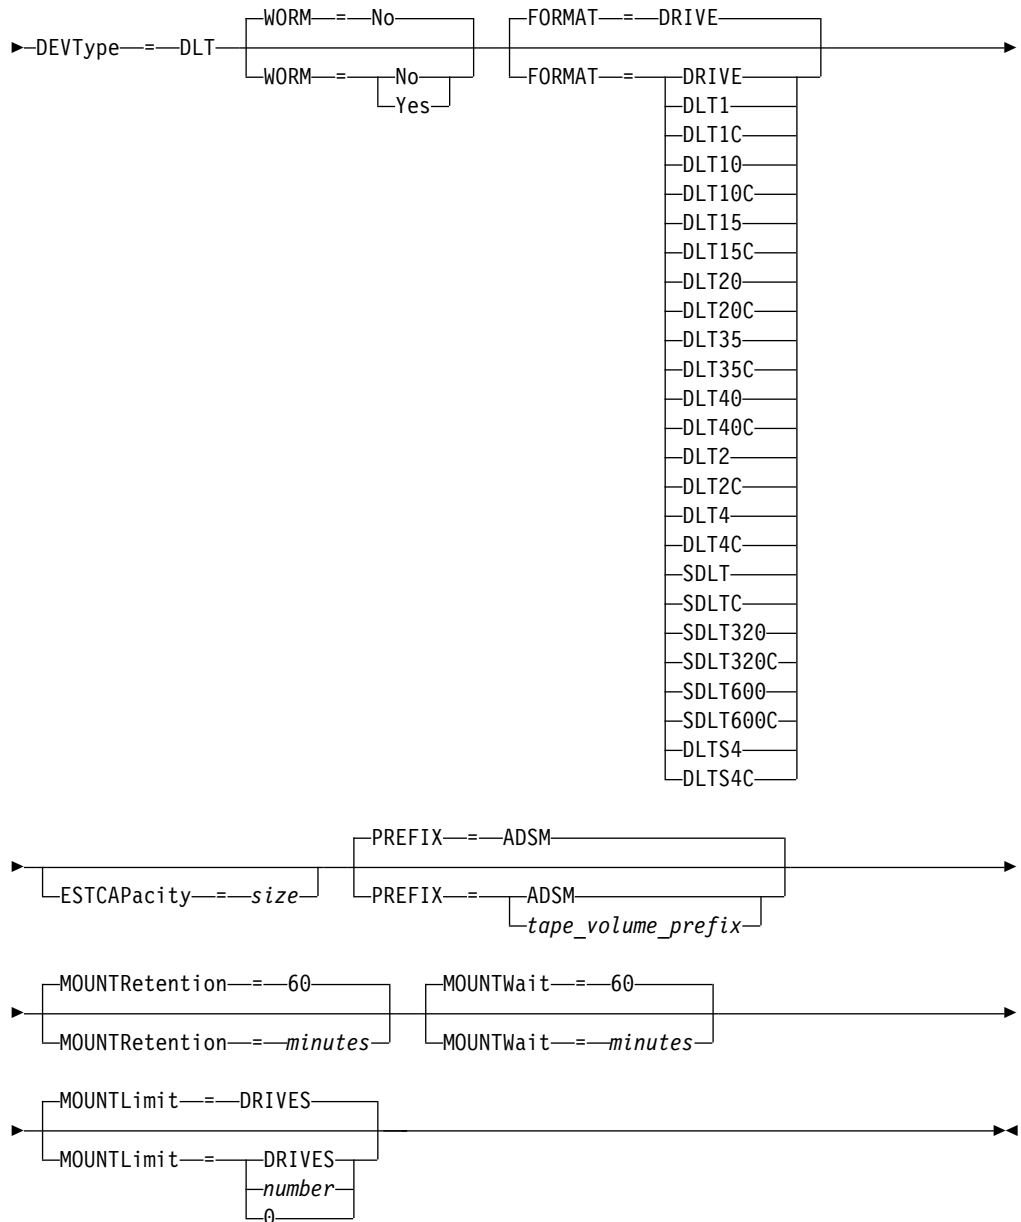 WORM = No FORMAT = DRIVE
DEVType = DLT
WORM = No FORMAT = DRIVE
Yes DLT1
DLT1C
DLT10
DLT10C
DLT15
DLT15C
DLT20
DLT20C
DLT35
DLT35C
DLT40
DLT40C
DLT2
DLT2C
DLT4
DLT4C
SDLT
SDLTC
SDLT320
SDLT320C
SDLT600
SDLT600C
DLTS4
DLTS4C
PREFIX = ADSM
ESTCAPacity = size PREFIX = ADSM
tape_volume_prefix
MOUNTRetention = 60 MOUNTWait = 60
MOUNTRetention = minutes MOUNTWait = minutes
MOUNTLimit = DRIVES
MOUNTLimit = DRIVES
number
0